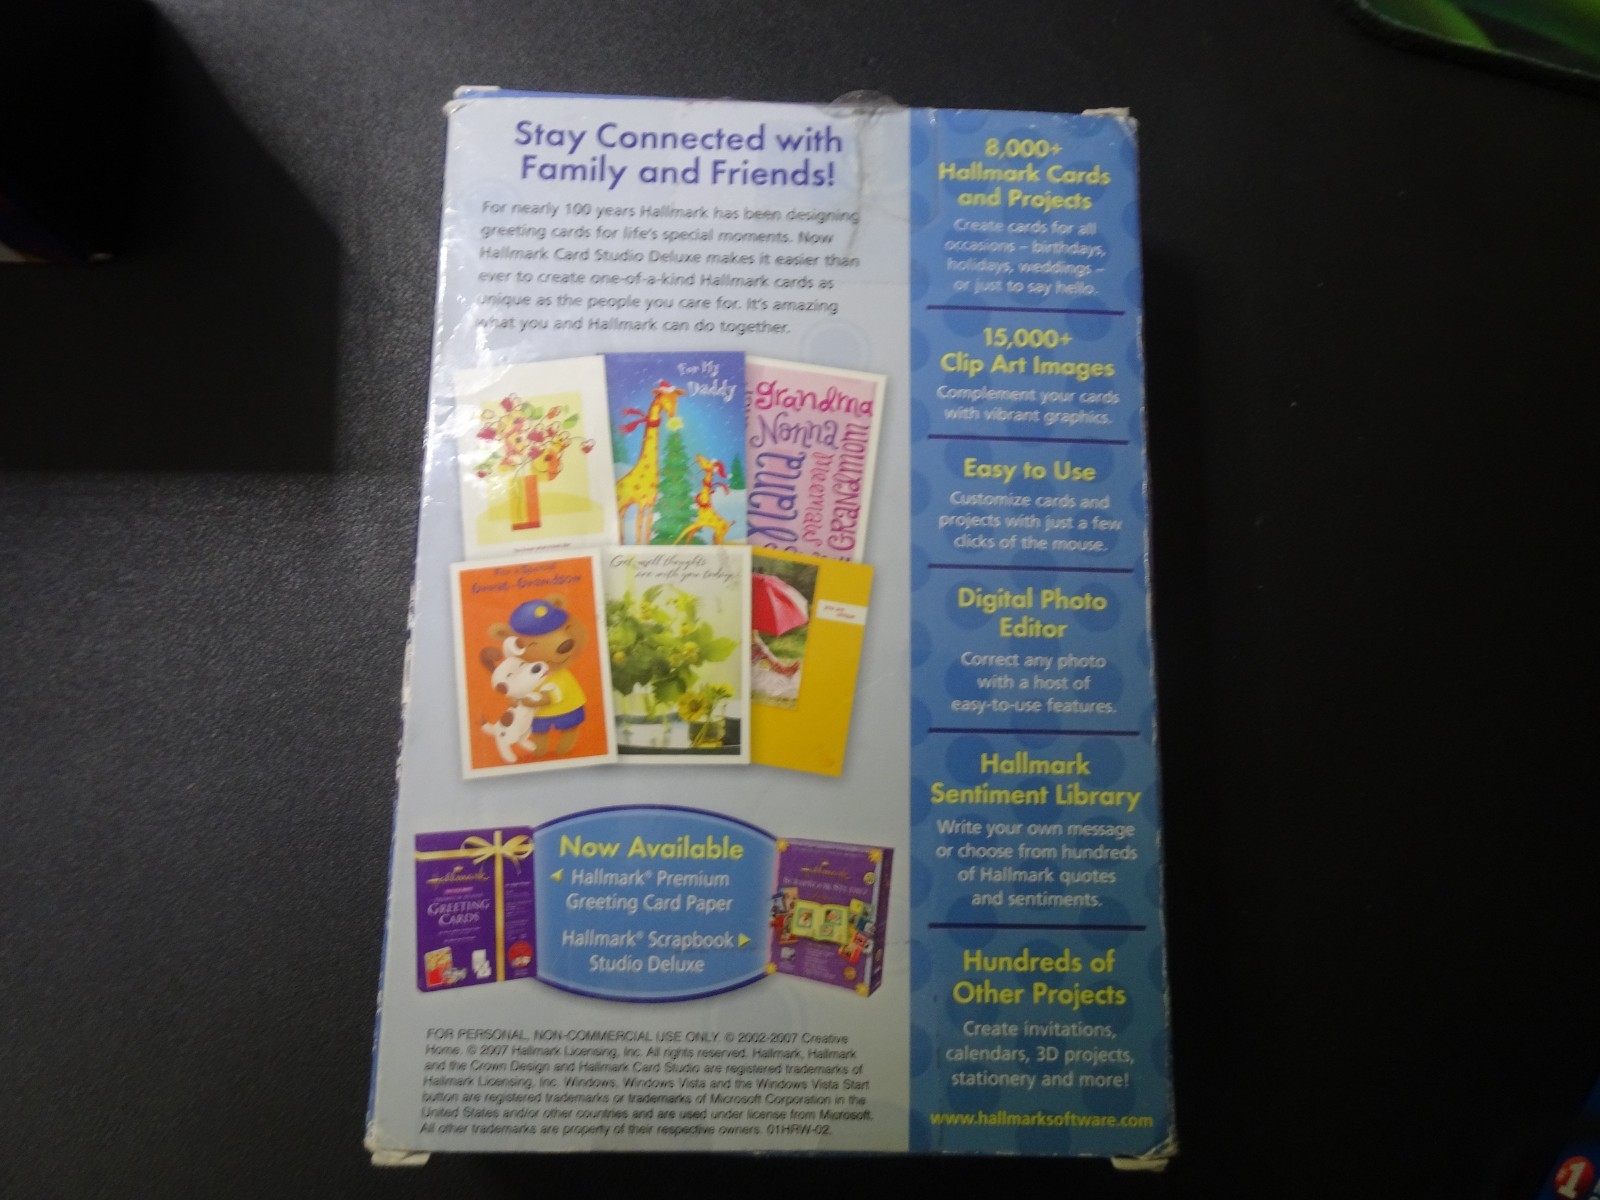 Stay Connected with
Family and Friends!
For nearly 100 years Hallmark has been designing
greeting cards for life's special moments. Now
Hallmark Card Studio Deluxe makes it easier than
ever to create one-of-a-kind Hallmark cards as
unique as the people you care for. It's amazing
what you and Hallmark can do together.
For My
Daddy
grandma
Nonna
Grandmom
For a Special
Great-Grandson
Get well thoughts
are with you today.
Hallmark
GREETING
CARDS
Now Available
Hallmark® Premium
Greeting Card Paper
Hallmark® Scrapbook
Studio Deluxe
Hallmark
SCRAPBOOK STUDIO
FOR PERSONAL, NON-COMMERCIAL USE ONLY. © 2002-2007 Creative
Home. © 2007 Hallmark Licensing, Inc. All rights reserved. Hallmark, Hallmark
and the Crown Design and Hallmark Card Studio are registered trademarks of
Hallmark Licensing, Inc. Windows, Windows Vista and the Windows Vista Start
button are registered trademarks or trademarks of Microsoft Corporation in the
United States and/or other countries and are used under license from Microsoft.
All other trademarks are property of their respective owners. 01HRW-02.
8,000+
Hallmark Cards
and Projects
Create cards for all
occasions – birthdays,
holidays, weddings –
or just to say hello.
15,000+
Clip Art Images
Complement your cards
with vibrant graphics.
Easy to Use
Customize cards and
projects with just a few
clicks of the mouse.
Digital Photo
Editor
Correct any photo
with a host of
easy-to-use features.
Hallmark
Sentiment Library
Write your own message
or choose from hundreds
of Hallmark quotes
and sentiments.
Hundreds of
Other Projects
Create invitations,
calendars, 3D projects,
stationery and more!
www.hallmarksoftware.com
#1